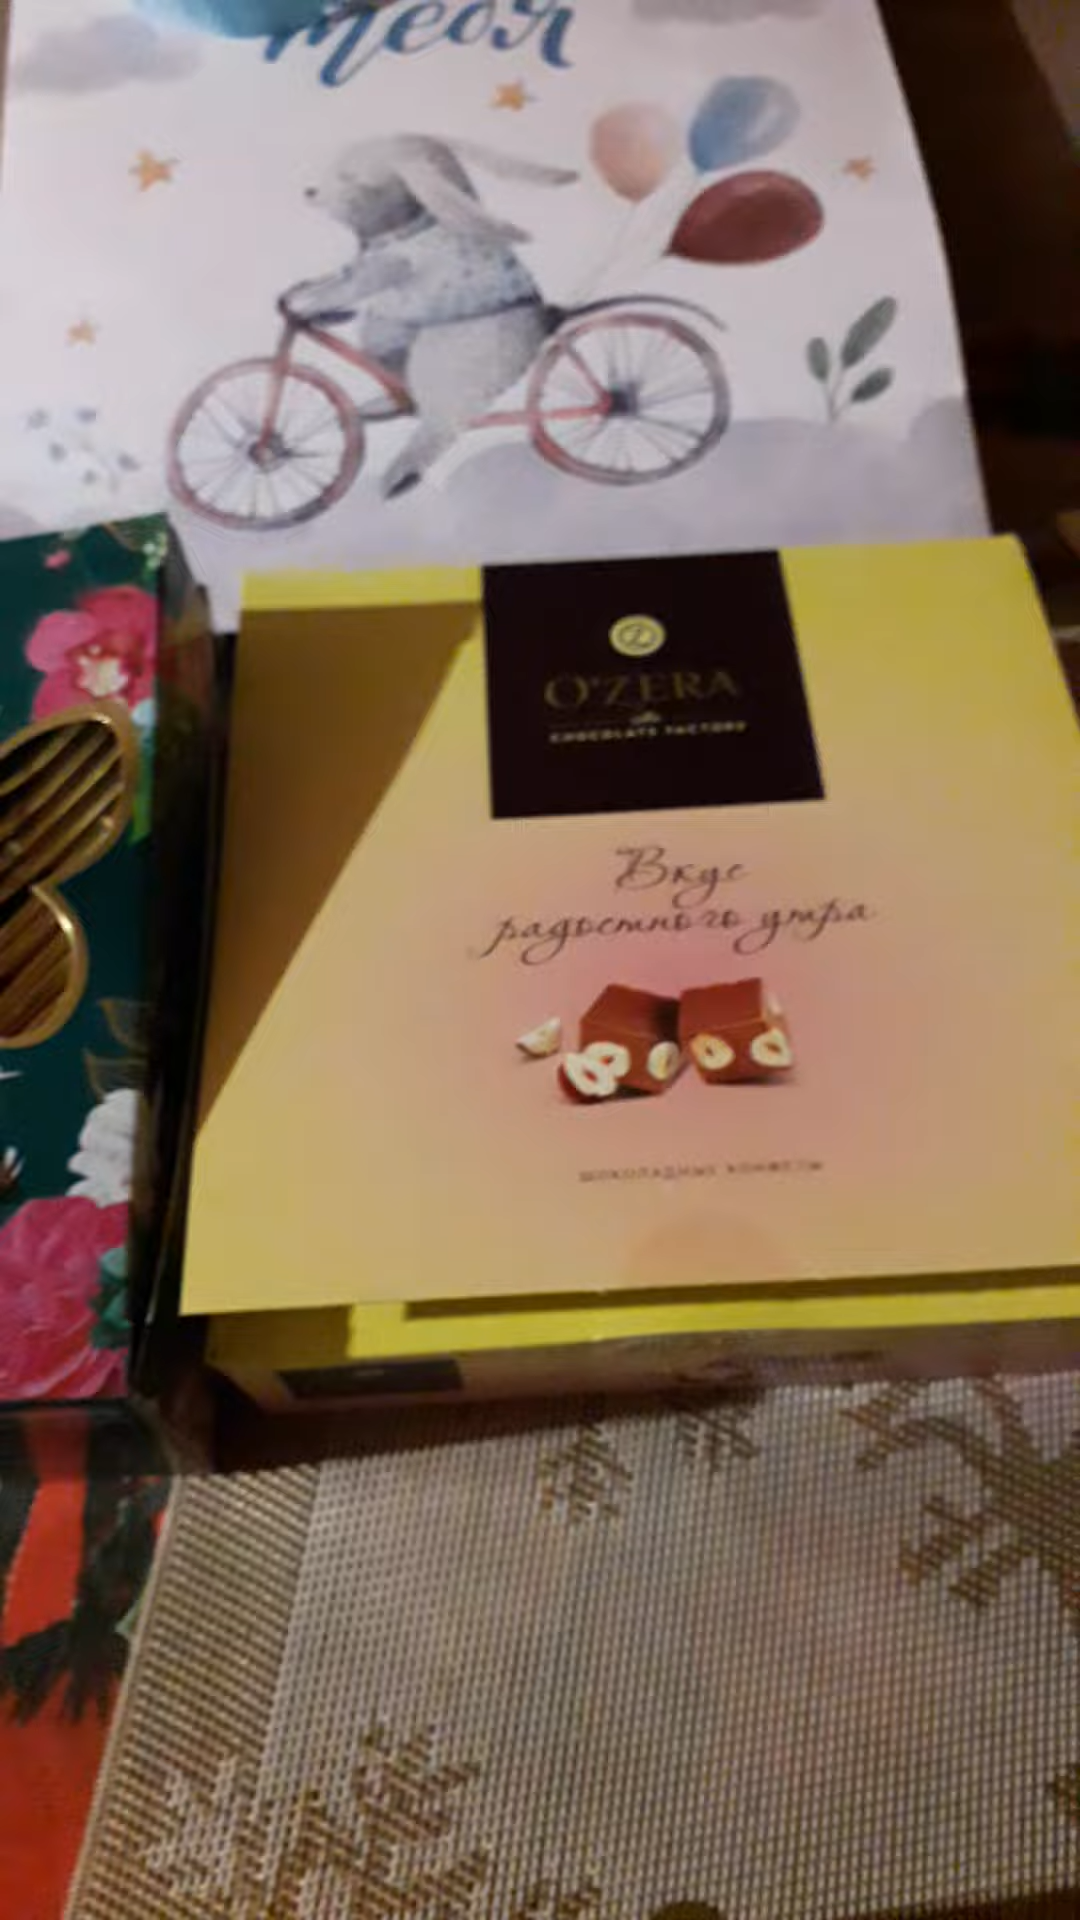 тебя
O'ZERA
CHOCOLATE FACTORY
Вкус
радостного утра
ШОКОЛАДНЫЕ КОНФЕТЫ